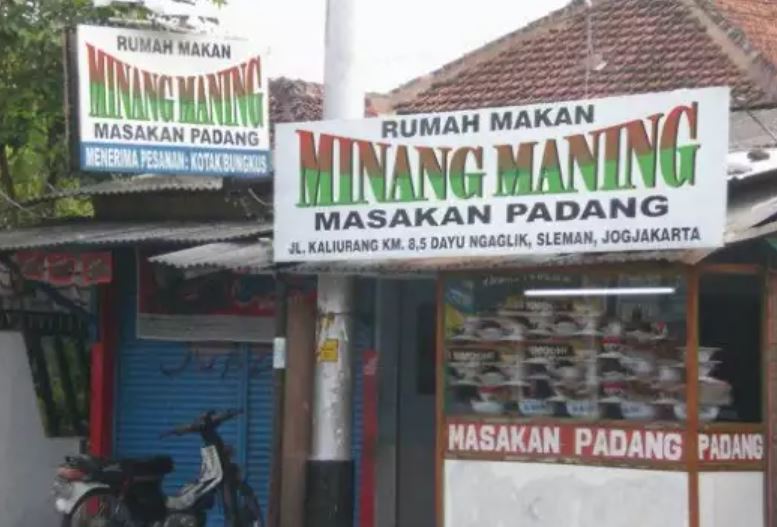 RUMAH MAKAN
MINANG MANING
MASAKAN PADANG
MENERIMA PESANAN: KOTAK BUNGKUS
RUMAH MAKAN
MINANG MANING
MASAKAN PADANG
JL. KALIURANG KM. 8,5 DAYU NGAGLIK, SLEMAN, JOGJAKARTA
MASAKAN PADANG PADANG